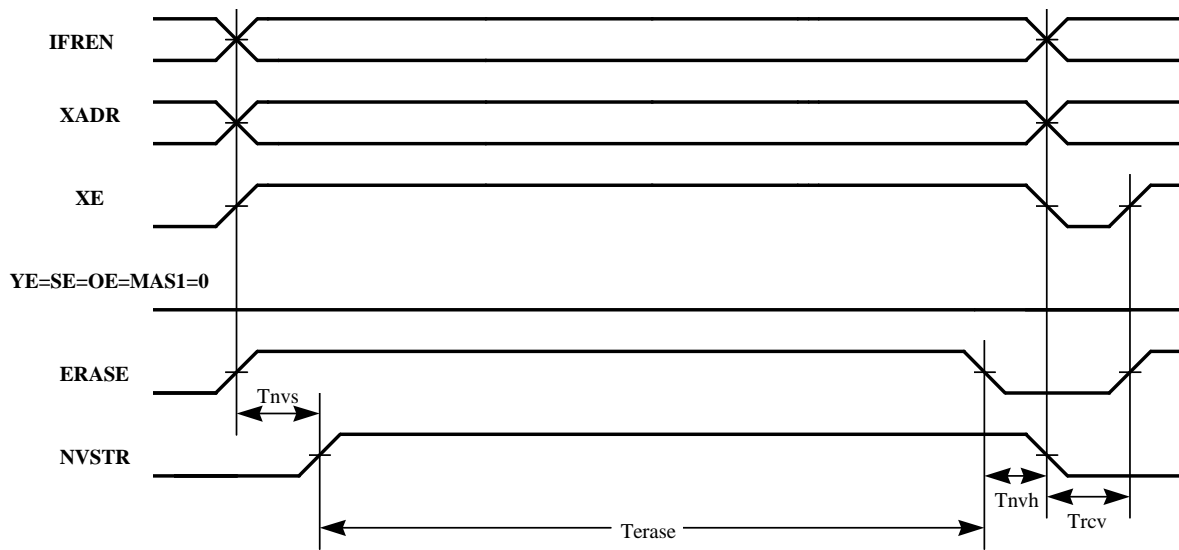 IFREN
XADR
XE
YE=SE=OE=MAS1=0
ERASE
Tnvs
NVSTR
Tnvh
Trcv
Terase